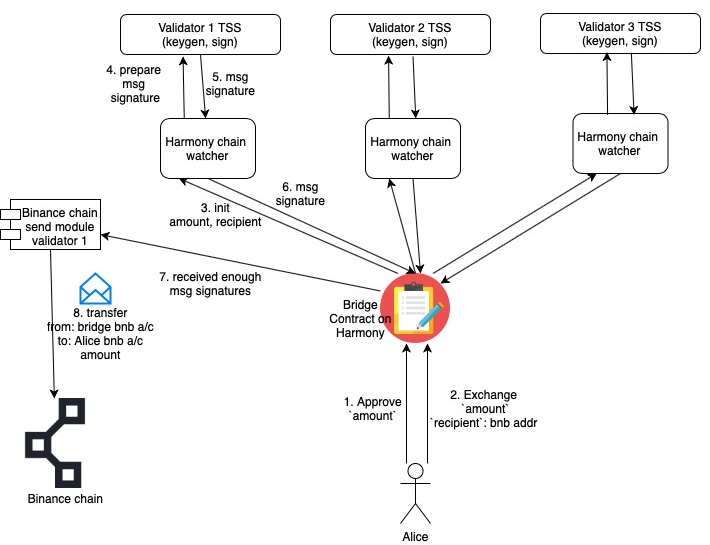 Validator 1 TSS
(keygen, sign)
Validator 2 TSS
(keygen, sign)
Validator 3 TSS
(keygen, sign)
4. prepare
msg
signature
5. msg
signature
Harmony chain
watcher
Harmony chain
watcher
Harmony chain
watcher
6. msg
signature
3. init
amount, recipient
Binance chain
send module
validator 1
7. received enough
msg signatures
8. transfer
from: bridge bnb a/c
to: Alice bnb a/c
amount
Bridge
Contract on
Harmony
1. Approve
`amount`
2. Exchange
`amount`
`recipient`: bnb addr
Binance chain
Alice